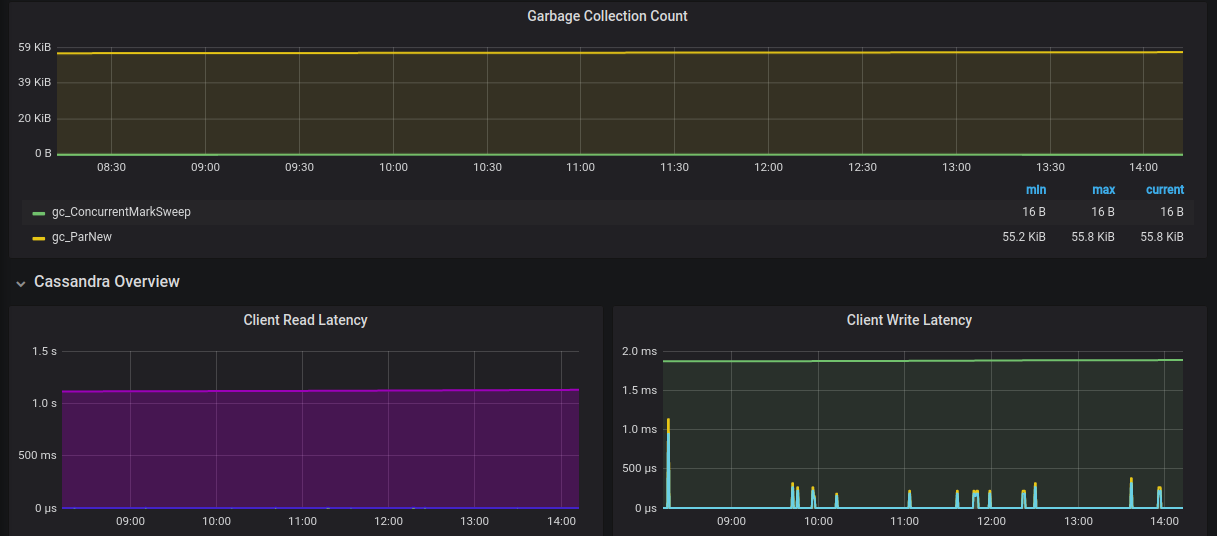 Garbage Collection Count
59 KiB
39 KiB
20 KiB
0 B
08:30 09:00 09:30 10:00 10:30 11:00 11:30 12:00 12:30 13:00 13:30 14:00
min max current
gc_ConcurrentMarkSweep 16 B 16 B 16 B
gc_ParNew 55.2 KiB 55.8 KiB 55.8 KiB
Cassandra Overview
Client Read Latency
1.5 s
1.0 s
500 ms
0 µs
09:00 10:00 11:00 12:00 13:00 14:00
Client Write Latency
2.0 ms
1.5 ms
1.0 ms
500 µs
0 µs
09:00 10:00 11:00 12:00 13:00 14:00